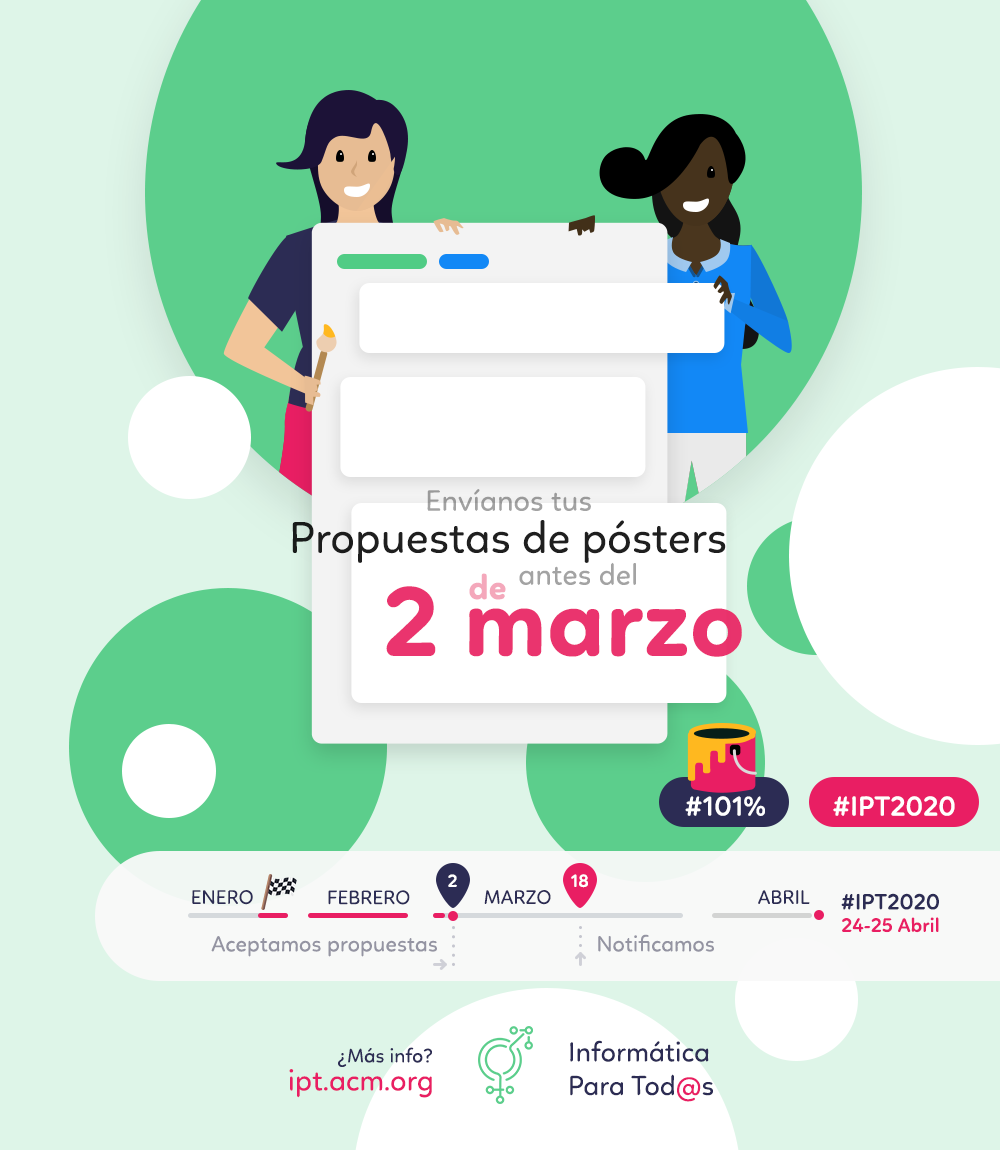 Envíanos tus
Propuestas de pósters
antes del
2 de marzo
#101%
#IPT2020
ENERO
FEBRERO
2
MARZO
18
ABRIL
#IPT2020
24-25 Abril
Aceptamos propuestas
Notificamos
¿Más info?
ipt.acm.org
Informática
Para Tod@s